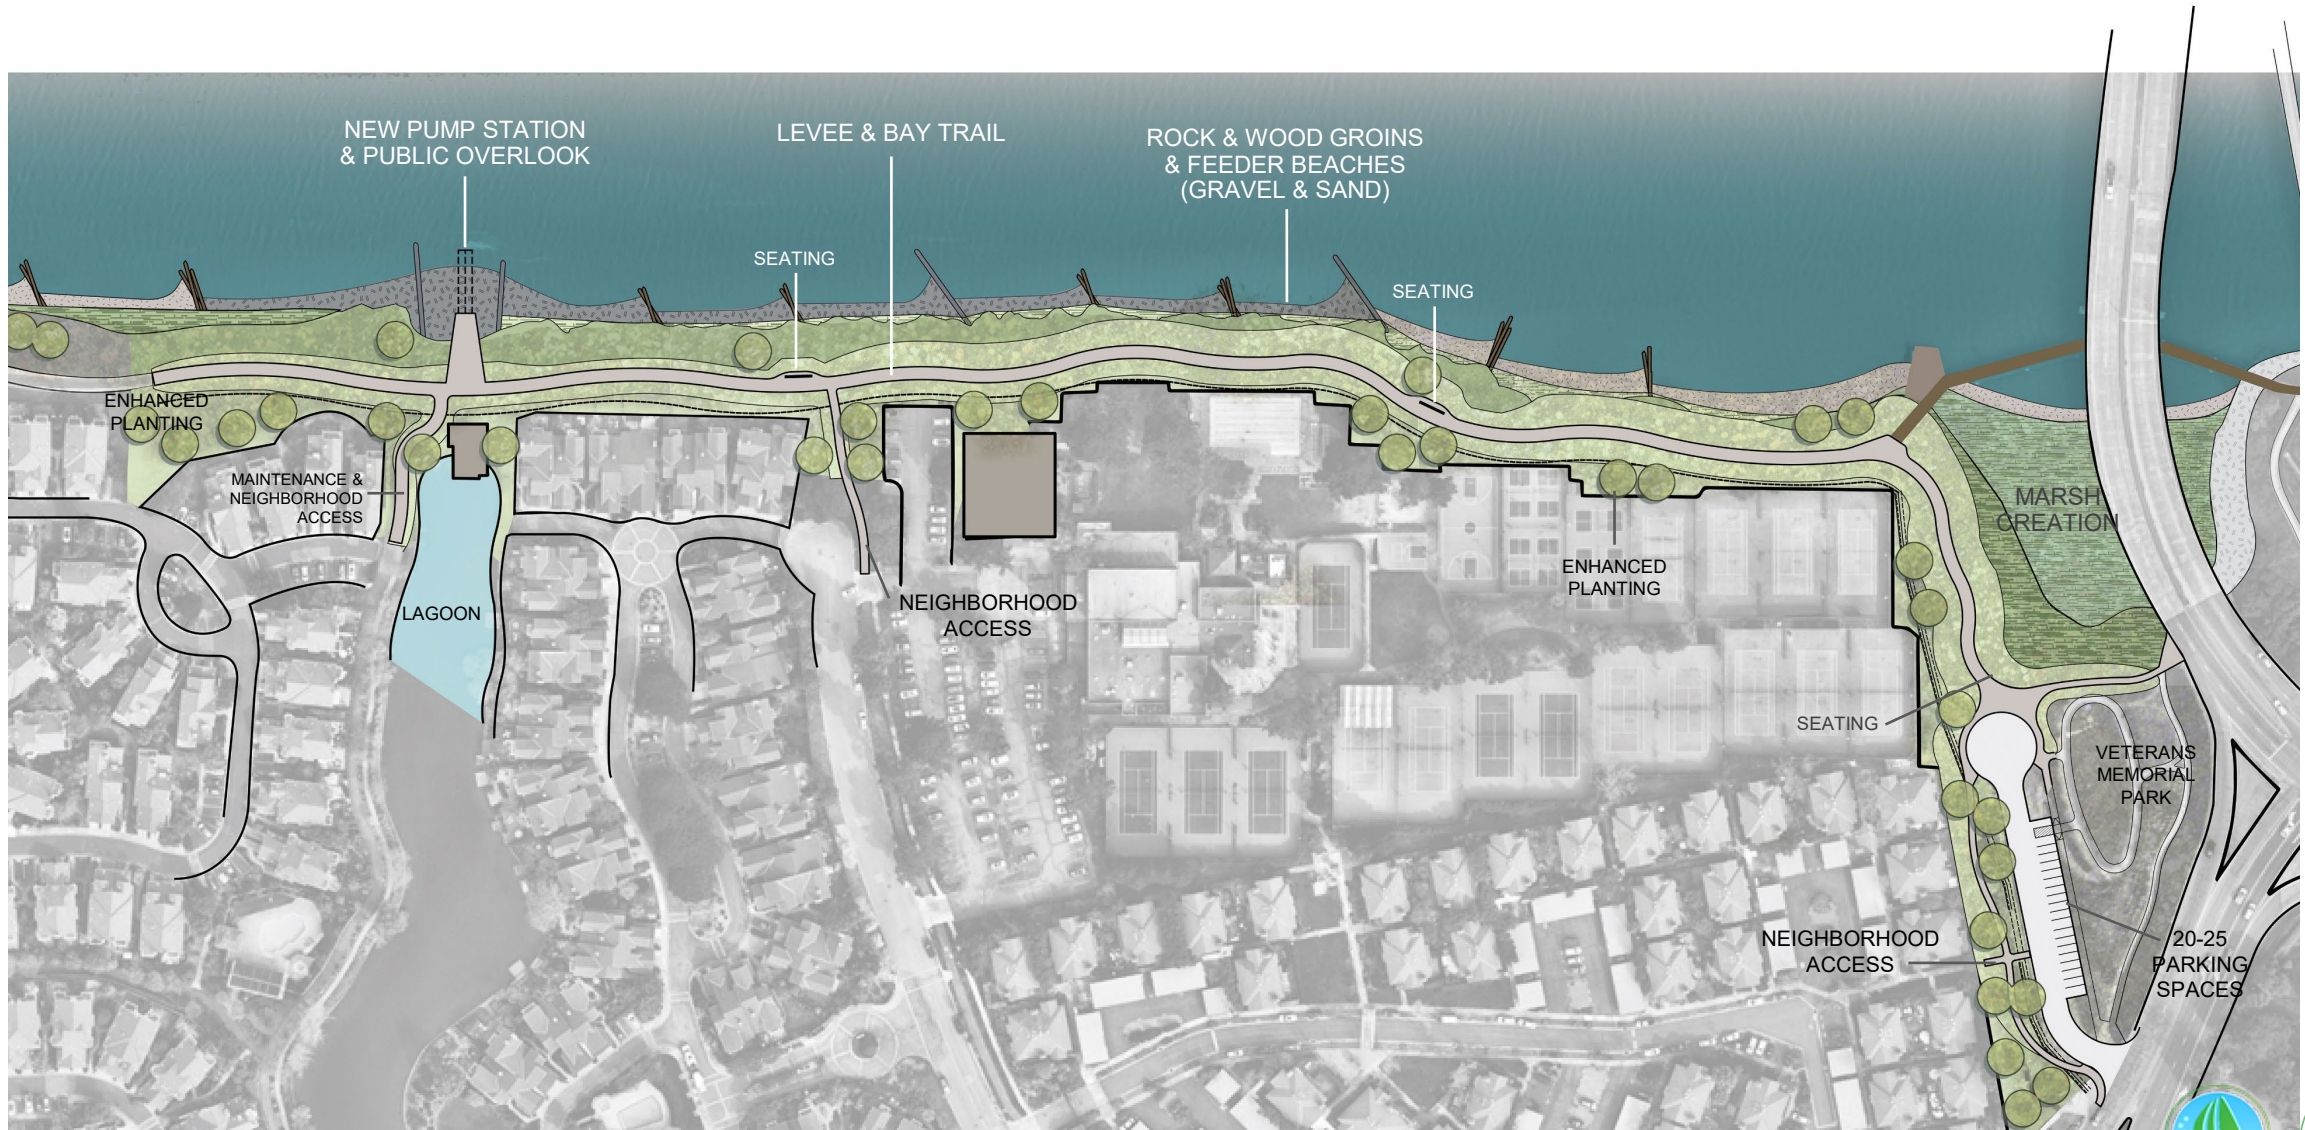 NEW PUMP STATION
& PUBLIC OVERLOOK
LEVEE & BAY TRAIL
ROCK & WOOD GROINS
& FEEDER BEACHES
(GRAVEL & SAND)
SEATING
SEATING
ENHANCED
PLANTING
MAINTENANCE &
NEIGHBORHOOD
ACCESS
LAGOON
NEIGHBORHOOD
ACCESS
ENHANCED
PLANTING
MARSH
CREATION
SEATING
VETERANS
MEMORIAL
PARK
NEIGHBORHOOD
ACCESS
20-25
PARKING
SPACES